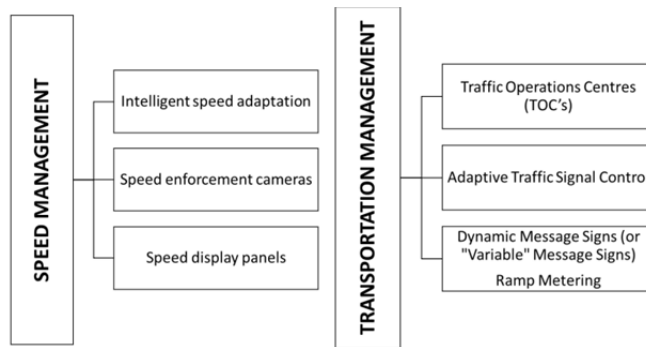 SPEED MANAGEMENT
Intelligent speed adaptation
Speed enforcement cameras
Speed display panels
TRANSPORTATION MANAGEMENT
Traffic Operations Centres
(TOC's)
Adaptive Traffic Signal Control
Dynamic Message Signs (or
"Variable" Message Signs)
Ramp Metering